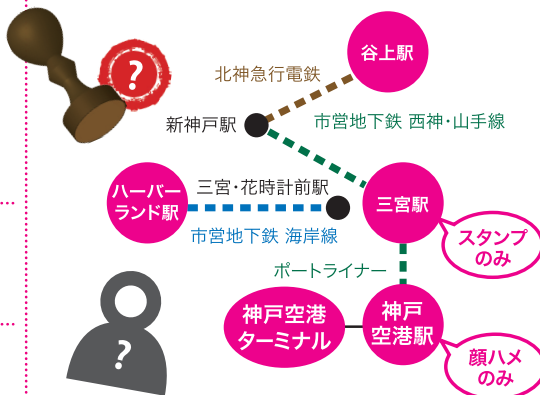 ?
谷上駅
北神急行電鉄
新神戸駅
市営地下鉄 西神・山手線
ハーバー
ランド駅
三宮・花時計前駅
三宮駅
市営地下鉄 海岸線
スタンプ
のみ
ポートライナー
神戸空港
ターミナル
神戸
空港駅
?
顔ハメ
のみ